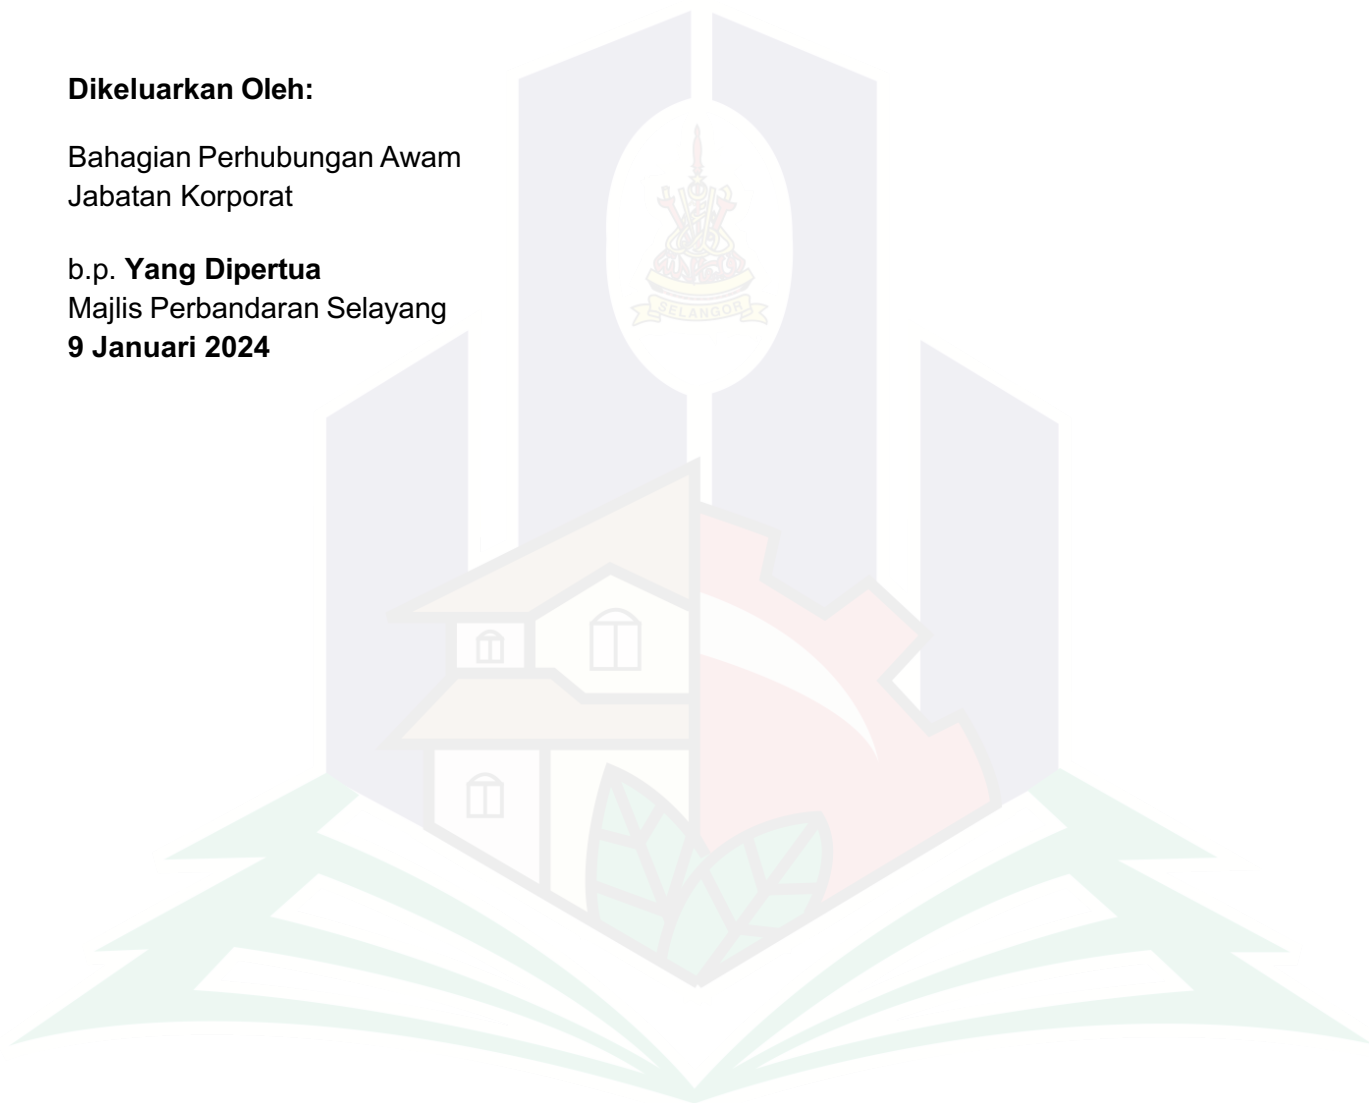 Dikeluarkan Oleh:
Bahagian Perhubungan Awam
Jabatan Korporat
b.p. Yang Dipertua
Majlis Perbandaran Selayang
9 Januari 2024
SELANGOR